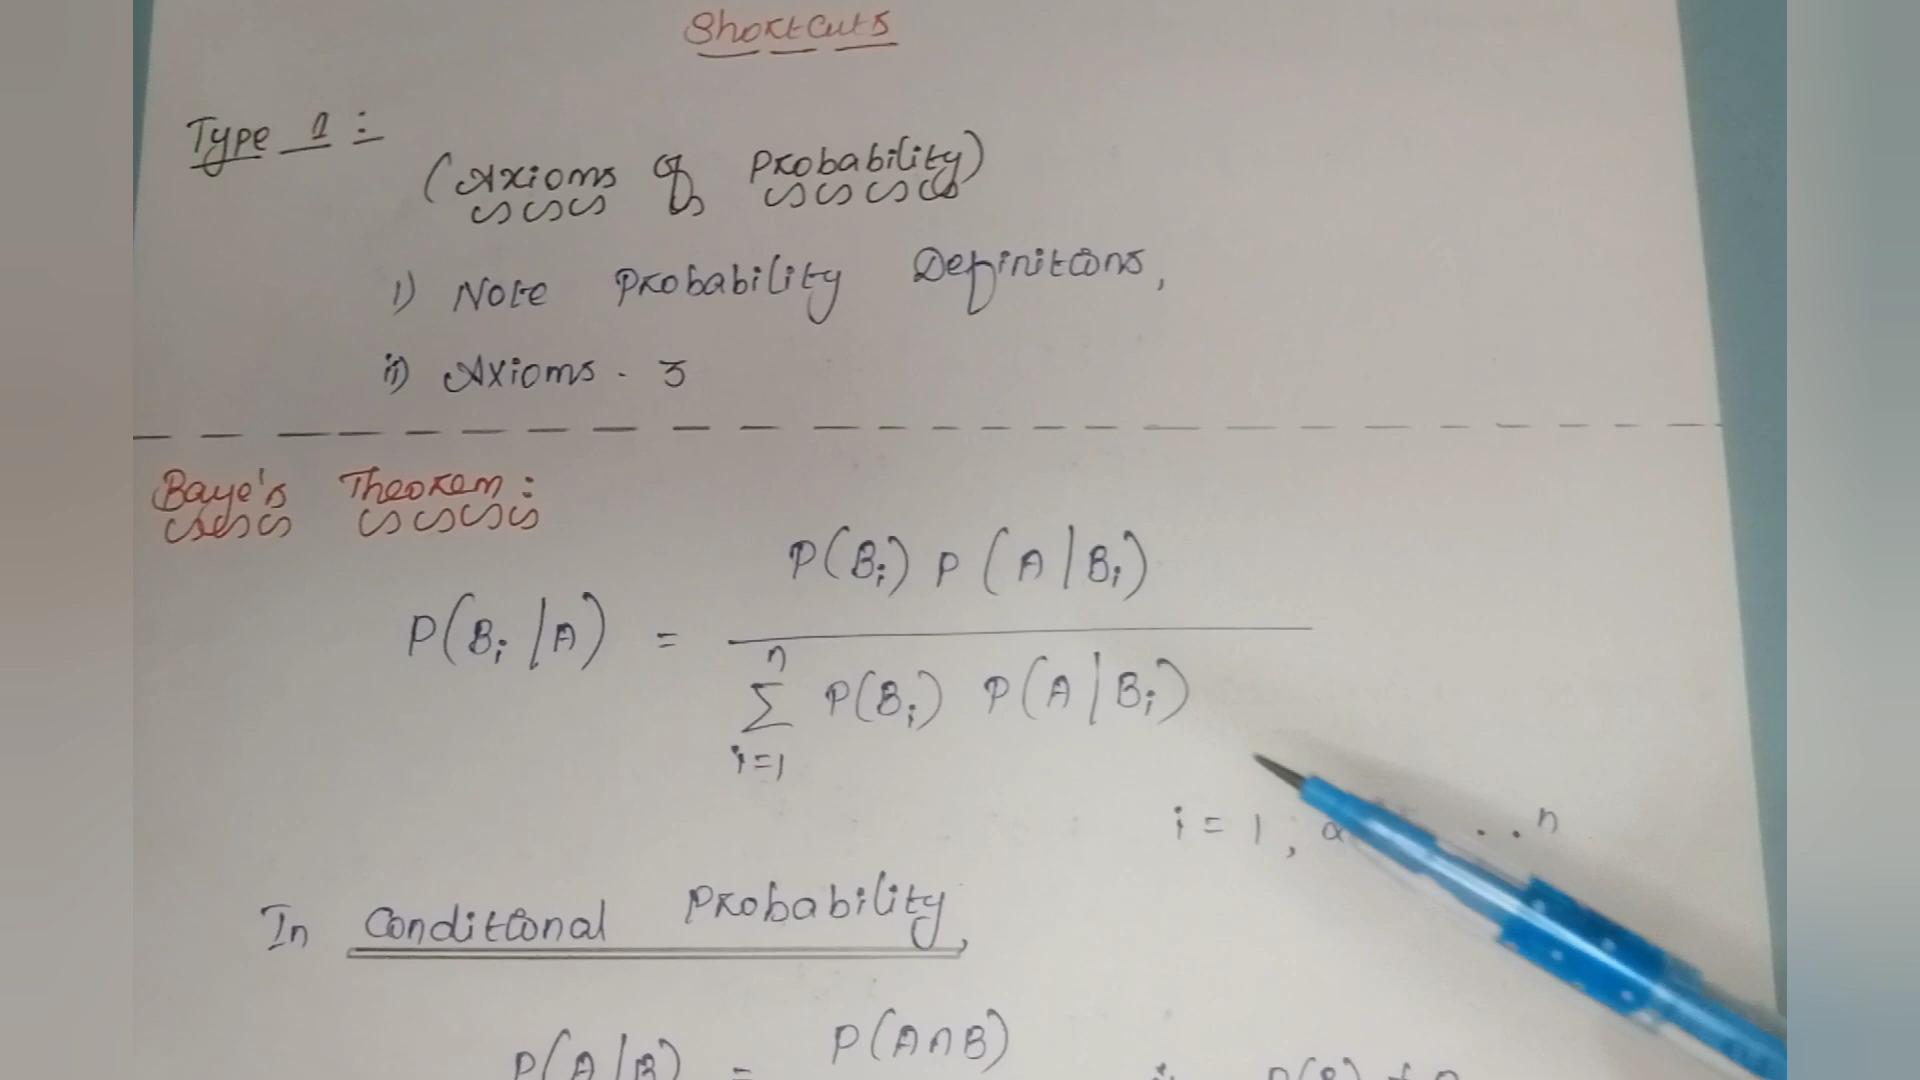 Shortcuts
Type 1 :
(Axioms of Probability)
i) Note Probability Definitions,
ii) Axioms - 3
Baye's Theorem :
P(Bi) P(A|Bi)
P(Bi/A) =
n
Σ P(Bi) P(A|Bi)
i=1
i = 1, . . n
In Conditional Probability,
P(A∩B)
P(A|B) =